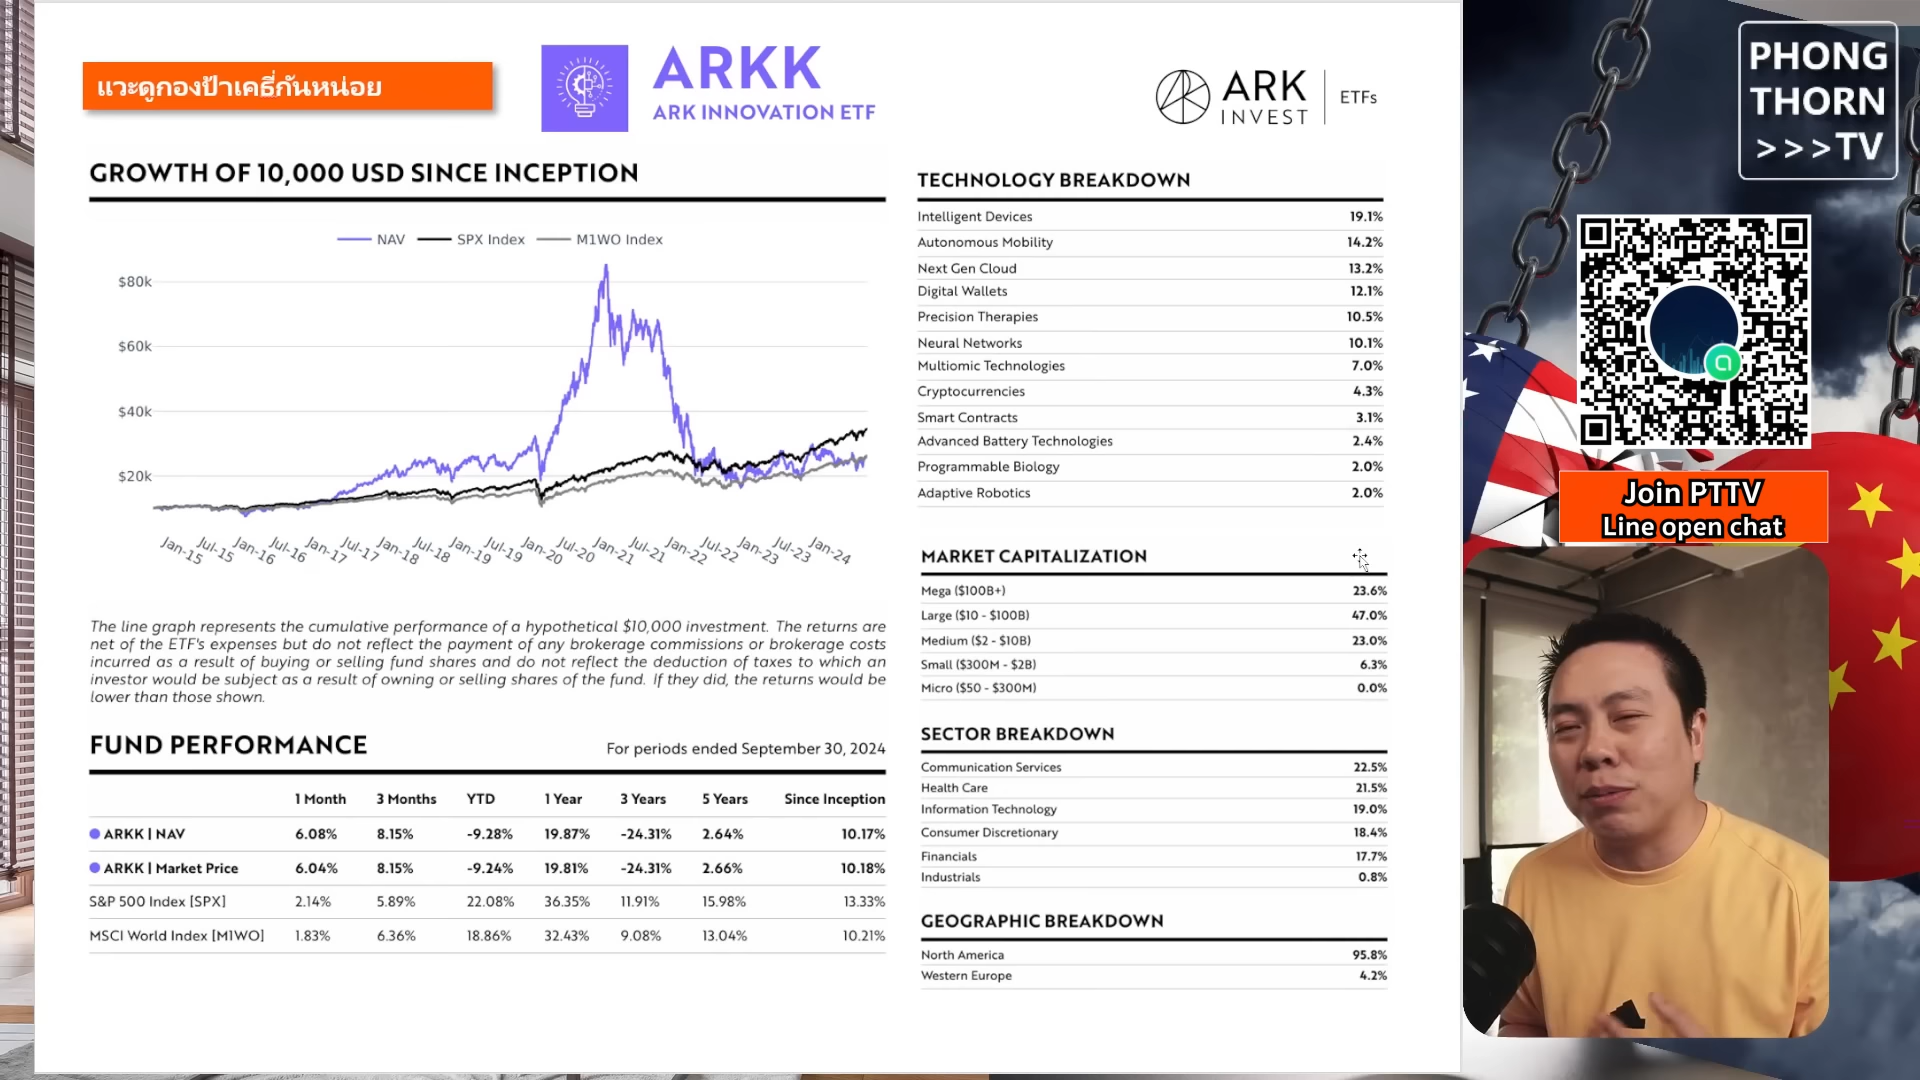 แวะดูกองป้าเคธี่กันหน่อย
ARKK
ARK INNOVATION ETF
ARK
INVEST
ETFs
GROWTH OF 10,000 USD SINCE INCEPTION
NAV SPX Index M1WO Index
$80k
$60k
$40k
$20k
Jan-15 Jul-15 Jan-16 Jul-16 Jan-17 Jul-17 Jan-18 Jul-18 Jan-19 Jul-19 Jan-20 Jul-20 Jan-21 Jul-21 Jan-22 Jul-22 Jan-23 Jul-23 Jan-24
The line graph represents the cumulative performance of a hypothetical $10,000 investment. The returns are
net of the ETF's expenses but do not reflect the payment of any brokerage commissions or brokerage costs
incurred as a result of buying or selling fund shares and do not reflect the deduction of taxes to which an
investor would be subject as a result of owning or selling shares of the fund. If they did, the returns would be
lower than those shown.
FUND PERFORMANCE For periods ended September 30, 2024
1 Month 3 Months YTD 1 Year 3 Years 5 Years Since Inception
ARKK | NAV 6.08% 8.15% -9.28% 19.87% -24.31% 2.64% 10.17%
ARKK | Market Price 6.04% 8.15% -9.24% 19.81% -24.31% 2.66% 10.18%
S&P 500 Index [SPX] 2.14% 5.89% 22.08% 36.35% 11.91% 15.98% 13.33%
MSCI World Index [M1WO] 1.83% 6.36% 18.86% 32.43% 9.08% 13.04% 10.21%
TECHNOLOGY BREAKDOWN
Intelligent Devices 19.1%
Autonomous Mobility 14.2%
Next Gen Cloud 13.2%
Digital Wallets 12.1%
Precision Therapies 10.5%
Neural Networks 10.1%
Multiomic Technologies 7.0%
Cryptocurrencies 4.3%
Smart Contracts 3.1%
Advanced Battery Technologies 2.4%
Programmable Biology 2.0%
Adaptive Robotics 2.0%
MARKET CAPITALIZATION
Mega ($100B+) 23.6%
Large ($10 - $100B) 47.0%
Medium ($2 - $10B) 23.0%
Small ($300M - $2B) 6.3%
Micro ($50 - $300M) 0.0%
SECTOR BREAKDOWN
Communication Services 22.5%
Health Care 21.5%
Information Technology 19.0%
Consumer Discretionary 18.4%
Financials 17.7%
Industrials 0.8%
GEOGRAPHIC BREAKDOWN
North America 95.8%
Western Europe 4.2%
PHONG
THORN
>>>TV
Join PTTV
Line open chat